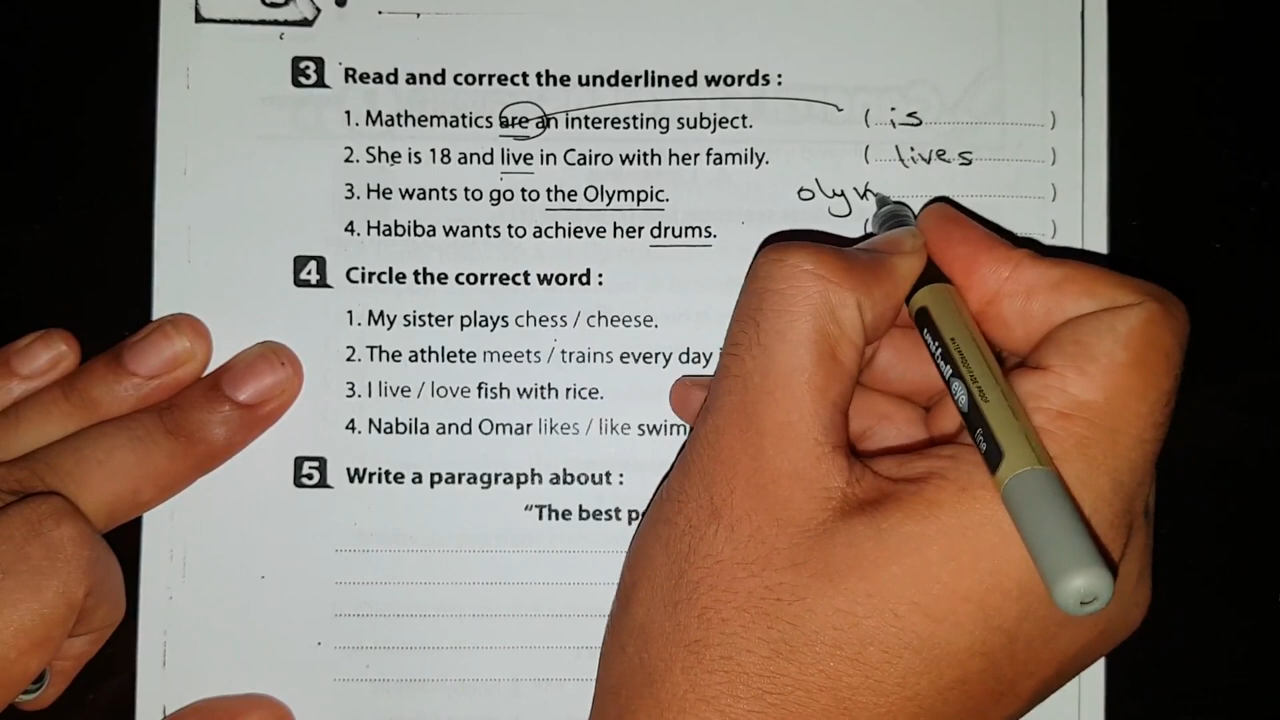 3 Read and correct the underlined words :
1. Mathematics are an interesting subject. ( is )
2. She is 18 and live in Cairo with her family. ( lives )
3. He wants to go to the Olympic. olym )
4. Habiba wants to achieve her drums. ( )
4 Circle the correct word :
1. My sister plays chess / cheese.
2. The athlete meets / trains every day
3. I live / love fish with rice.
4. Nabila and Omar likes / like swim
5 Write a paragraph about :
"The best
uniball eye
fine